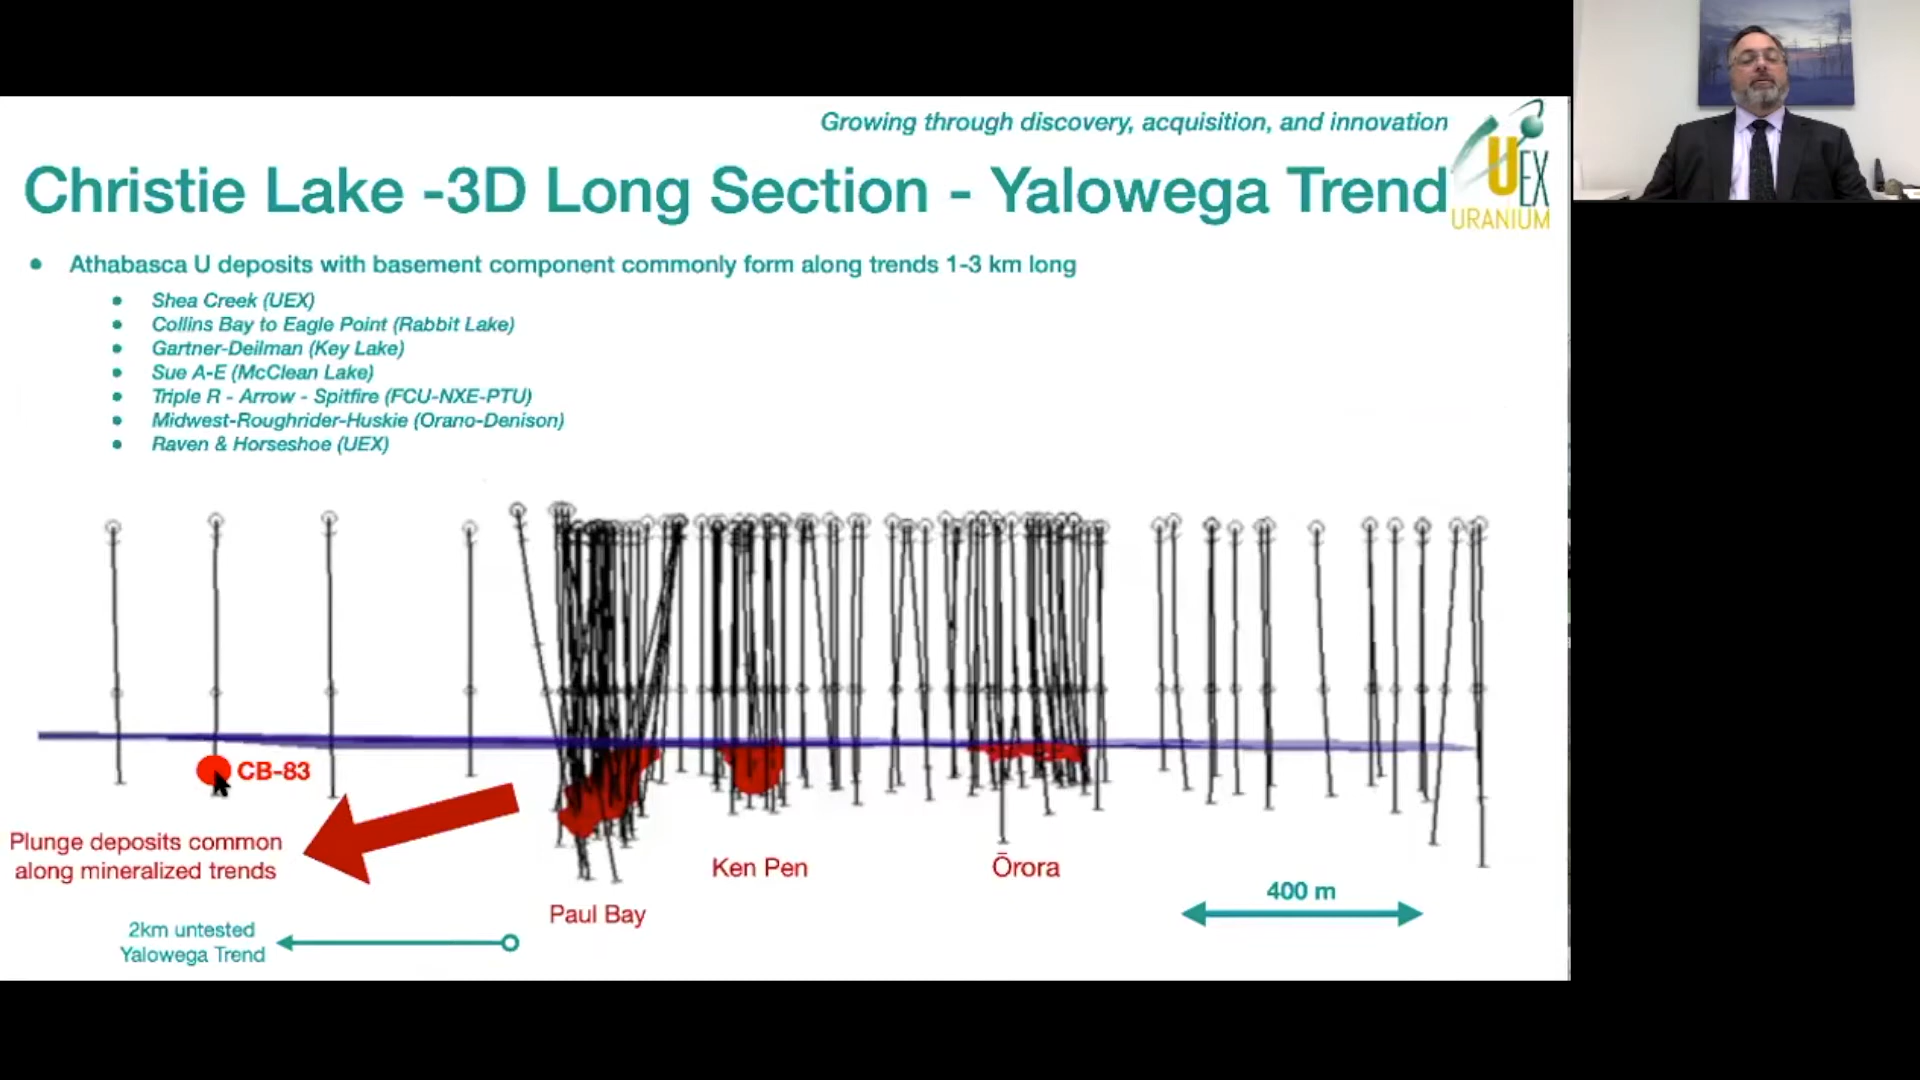 Growing through discovery, acquisition, and innovation
Christie Lake -3D Long Section - Yalowega Trend
UEX
URANIUM
Athabasca U deposits with basement component commonly form along trends 1-3 km long
Shea Creek (UEX)
Collins Bay to Eagle Point (Rabbit Lake)
Gartner-Deilman (Key Lake)
Sue A-E (McClean Lake)
Triple R - Arrow - Spitfire (FCU-NXE-PTU)
Midwest-Roughrider-Huskie (Orano-Denison)
Raven & Horseshoe (UEX)
CB-83
Plunge deposits common
along mineralized trends
Ken Pen
Ōrora
400 m
Paul Bay
2km untested
Yalowega Trend